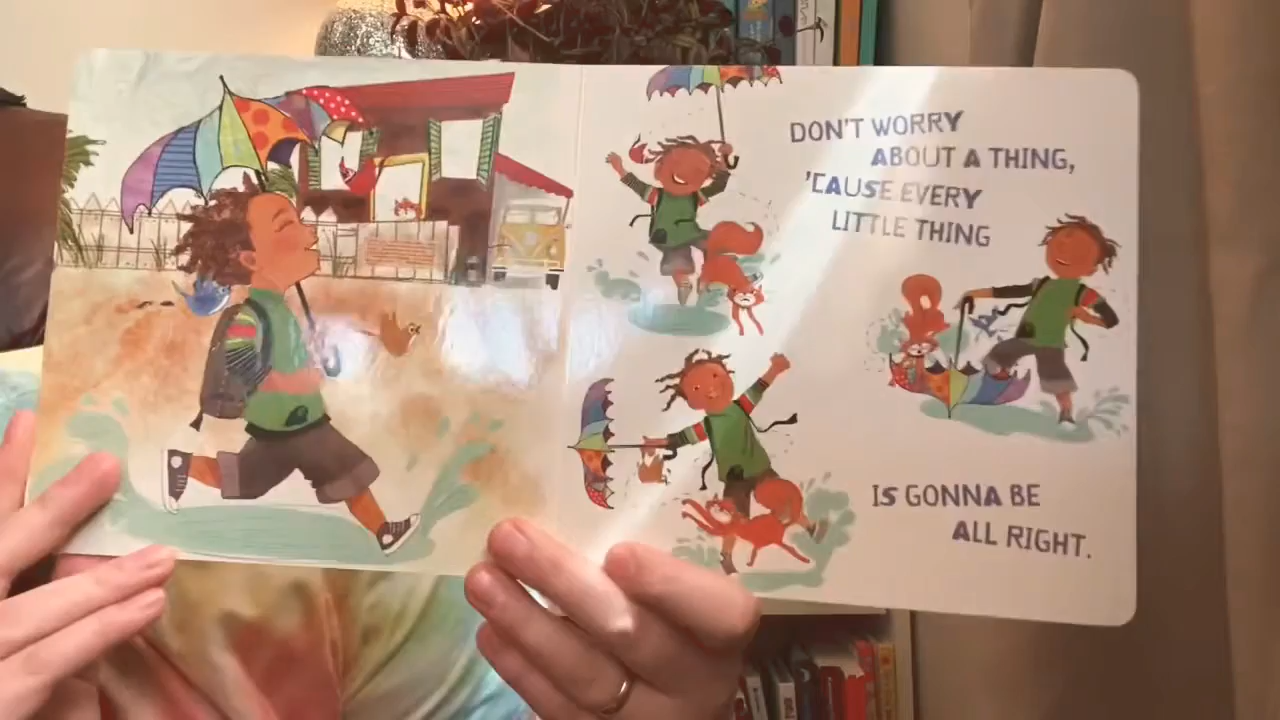 DON'T WORRY
ABOUT A THING,
'CAUSE EVERY
LITTLE THING
IS GONNA BE
ALL RIGHT.